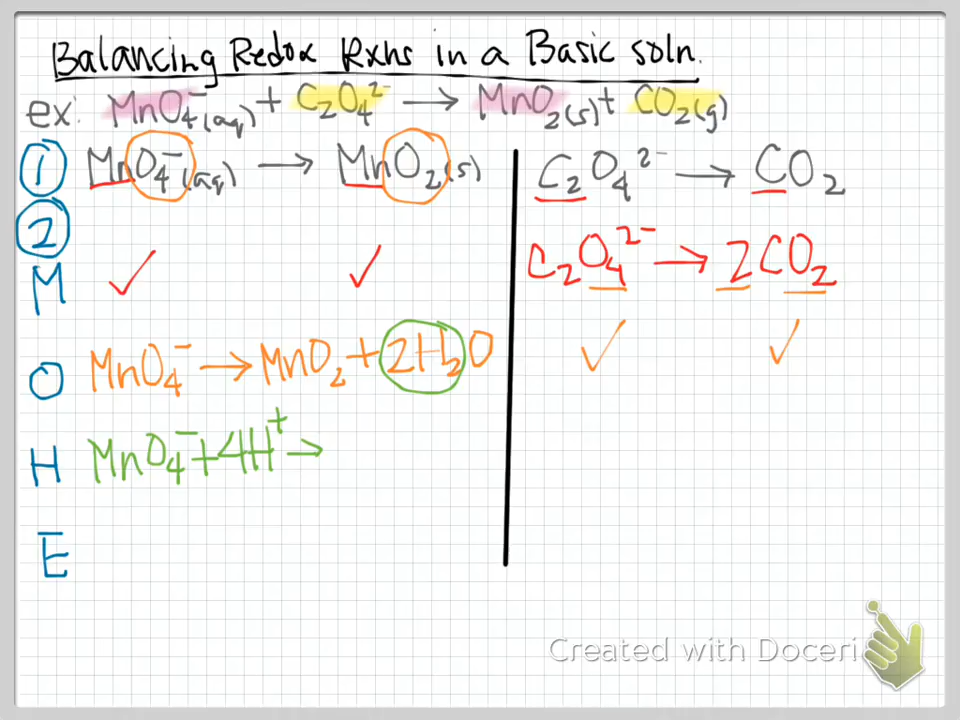 Balancing Redox Rxns in a Basic soln.
ex: MnO₄⁻(aq) + C₂O₄²⁻ → MnO₂(s) + CO₂(g)
1 MnO₄⁻(aq) → MnO₂(s)
C₂O₄²⁻ → CO₂
2
M ✓ ✓
C₂O₄²⁻ → 2CO₂
O MnO₄⁻ → MnO₂ + 2H₂O
✓ ✓
H MnO₄⁻ + 4H⁺ →
E
Created with Doceri